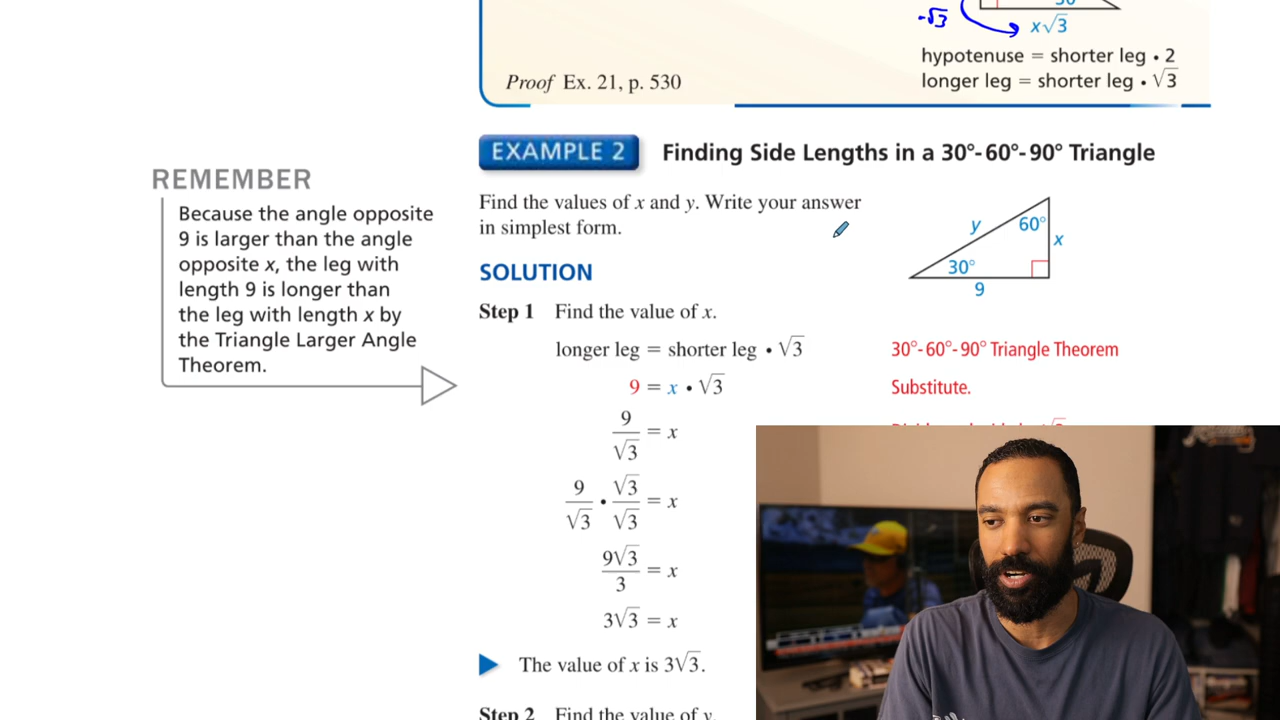 -√3
x√3
hypotenuse = shorter leg • 2
longer leg = shorter leg • √3
Proof Ex. 21, p. 530
EXAMPLE 2 Finding Side Lengths in a 30°-60°-90° Triangle
REMEMBER
Because the angle opposite
9 is larger than the angle
opposite x, the leg with
length 9 is longer than
the leg with length x by
the Triangle Larger Angle
Theorem.
Find the values of x and y. Write your answer
in simplest form.
y
60°
x
30°
9
SOLUTION
Step 1 Find the value of x.
longer leg = shorter leg • √3 30°-60°-90° Triangle Theorem
9 = x • √3 Substitute.
9/√3 = x
9/√3 • √3/√3 = x
9√3/3 = x
3√3 = x
The value of x is 3√3.
Step 2 Find the value of y.